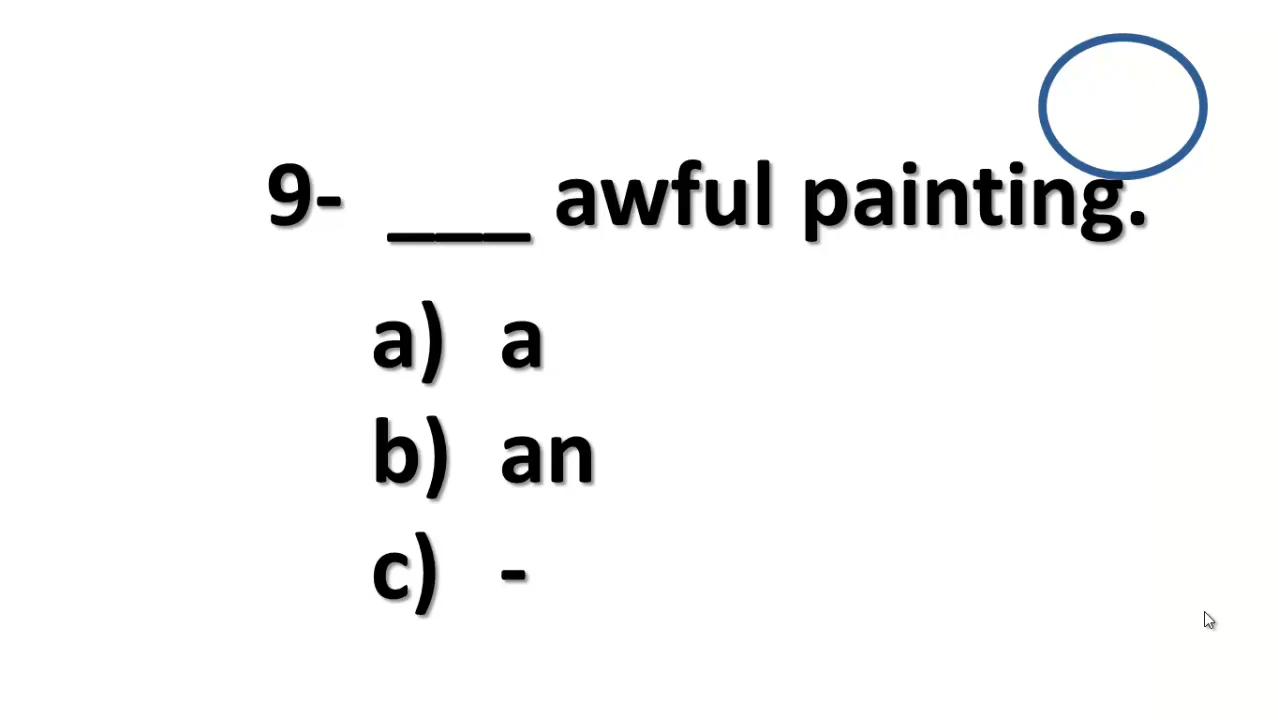 9- ___ awful painting.
a) a
b) an
c) -